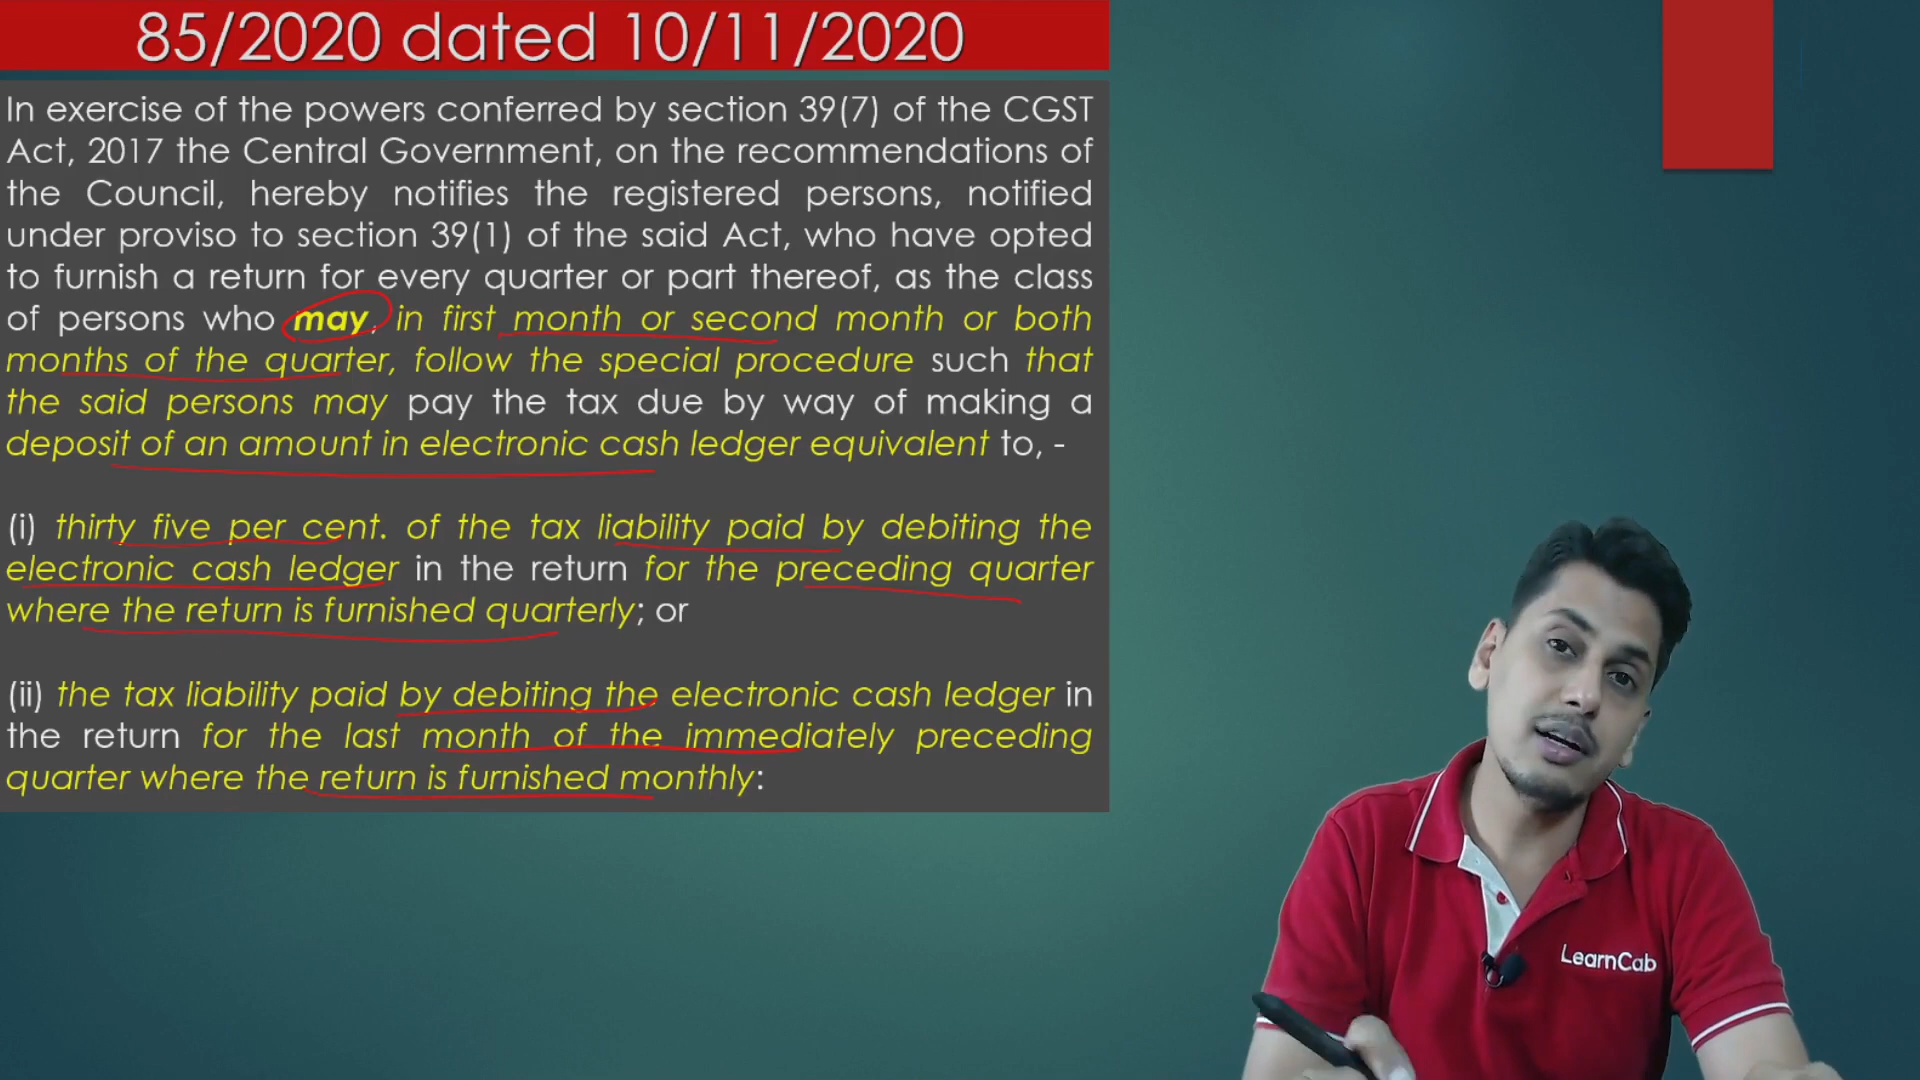 85/2020 dated 10/11/2020
In exercise of the powers conferred by section 39(7) of the CGST
Act, 2017 the Central Government, on the recommendations of
the Council, hereby notifies the registered persons, notified
under proviso to section 39(1) of the said Act, who have opted
to furnish a return for every quarter or part thereof, as the class
of persons who may, in first month or second month or both
months of the quarter, follow the special procedure such that
the said persons may pay the tax due by way of making a
deposit of an amount in electronic cash ledger equivalent to, -
(i) thirty five per cent. of the tax liability paid by debiting the
electronic cash ledger in the return for the preceding quarter
where the return is furnished quarterly; or
(ii) the tax liability paid by debiting the electronic cash ledger in
the return for the last month of the immediately preceding
quarter where the return is furnished monthly:
LearnCab